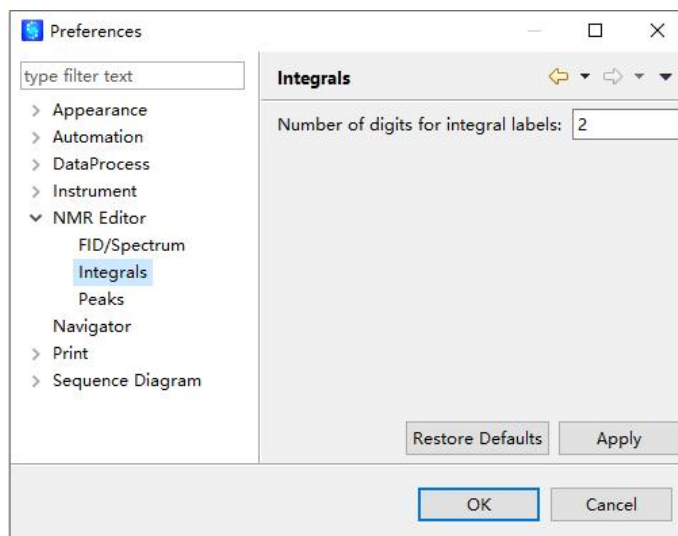 Preferences
type filter text
Appearance
Automation
DataProcess
Instrument
NMR Editor
FID/Spectrum
Integrals
Peaks
Navigator
Print
Sequence Diagram
Integrals
Number of digits for integral labels: 2
Restore Defaults
Apply
OK
Cancel